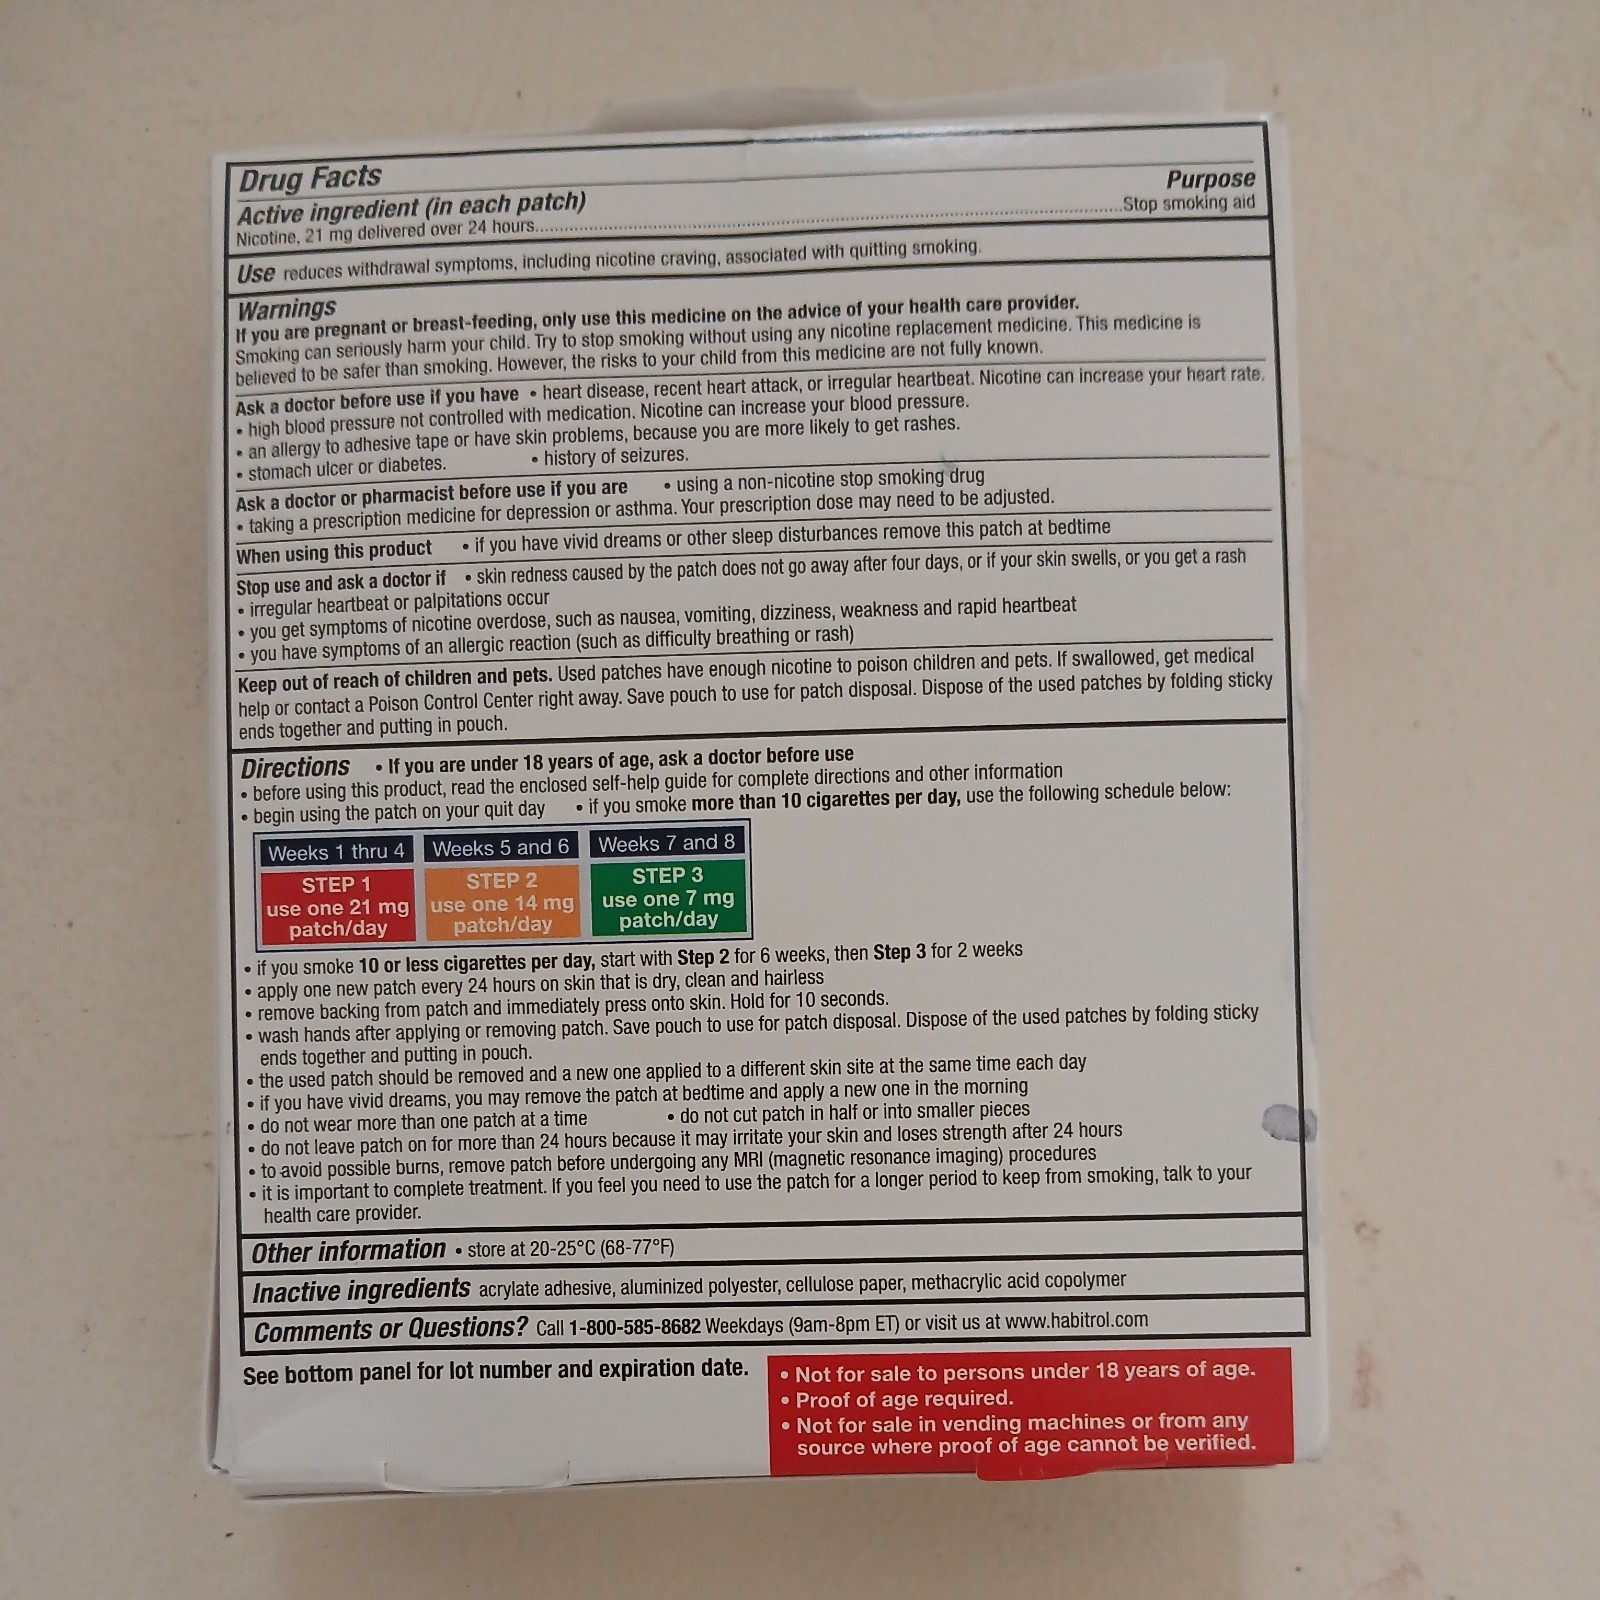 Drug Facts
Active ingredient (in each patch) Purpose
Nicotine, 21 mg delivered over 24 hours..........Stop smoking aid
Use reduces withdrawal symptoms, including nicotine craving, associated with quitting smoking.
Warnings
If you are pregnant or breast-feeding, only use this medicine on the advice of your health care provider.
Smoking can seriously harm your child. Try to stop smoking without using any nicotine replacement medicine. This medicine is
believed to be safer than smoking. However, the risks to your child from this medicine are not fully known.
Ask a doctor before use if you have • heart disease, recent heart attack, or irregular heartbeat. Nicotine can increase your heart rate.
• high blood pressure not controlled with medication. Nicotine can increase your blood pressure.
• an allergy to adhesive tape or have skin problems, because you are more likely to get rashes.
• stomach ulcer or diabetes. • history of seizures.
Ask a doctor or pharmacist before use if you are • using a non-nicotine stop smoking drug
• taking a prescription medicine for depression or asthma. Your prescription dose may need to be adjusted.
When using this product • if you have vivid dreams or other sleep disturbances remove this patch at bedtime
Stop use and ask a doctor if • skin redness caused by the patch does not go away after four days, or if your skin swells, or you get a rash
• irregular heartbeat or palpitations occur
• you get symptoms of nicotine overdose, such as nausea, vomiting, dizziness, weakness and rapid heartbeat
• you have symptoms of an allergic reaction (such as difficulty breathing or rash)
Keep out of reach of children and pets. Used patches have enough nicotine to poison children and pets. If swallowed, get medical
help or contact a Poison Control Center right away. Save pouch to use for patch disposal. Dispose of the used patches by folding sticky
ends together and putting in pouch.
Directions • If you are under 18 years of age, ask a doctor before use
• before using this product, read the enclosed self-help guide for complete directions and other information
• begin using the patch on your quit day • if you smoke more than 10 cigarettes per day, use the following schedule below:
Weeks 1 thru 4 Weeks 5 and 6 Weeks 7 and 8
STEP 1 STEP 2 STEP 3
use one 21 mg use one 14 mg use one 7 mg
patch/day patch/day patch/day
• if you smoke 10 or less cigarettes per day, start with Step 2 for 6 weeks, then Step 3 for 2 weeks
• apply one new patch every 24 hours on skin that is dry, clean and hairless
• remove backing from patch and immediately press onto skin. Hold for 10 seconds.
• wash hands after applying or removing patch. Save pouch to use for patch disposal. Dispose of the used patches by folding sticky
ends together and putting in pouch.
• the used patch should be removed and a new one applied to a different skin site at the same time each day
• if you have vivid dreams, you may remove the patch at bedtime and apply a new one in the morning
• do not wear more than one patch at a time • do not cut patch in half or into smaller pieces
• do not leave patch on for more than 24 hours because it may irritate your skin and loses strength after 24 hours
• to avoid possible burns, remove patch before undergoing any MRI (magnetic resonance imaging) procedures
• it is important to complete treatment. If you feel you need to use the patch for a longer period to keep from smoking, talk to your
health care provider.
Other information • store at 20-25°C (68-77°F)
Inactive ingredients acrylate adhesive, aluminized polyester, cellulose paper, methacrylic acid copolymer
Comments or Questions? Call 1-800-585-8682 Weekdays (9am-8pm ET) or visit us at www.habitrol.com
See bottom panel for lot number and expiration date.
• Not for sale to persons under 18 years of age.
• Proof of age required.
• Not for sale in vending machines or from any
source where proof of age cannot be verified.